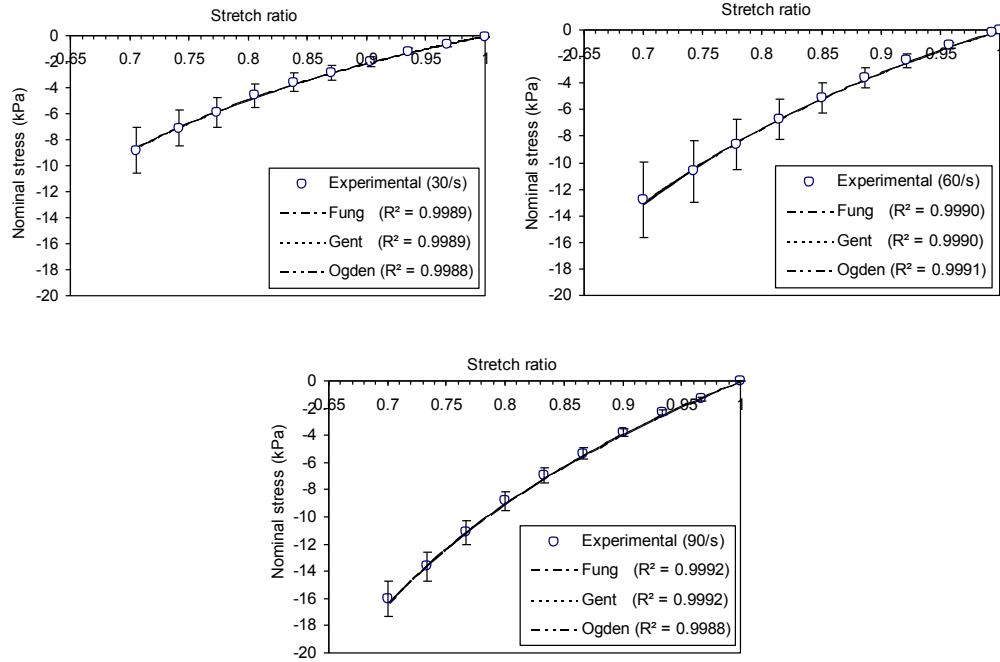 Stretch ratio
0
0.65 0.7 0.75 0.8 0.85 0.9 0.95 1
-2
-4
-6
-8
-10
-12
-14
-16
-18
-20
Nominal stress (kPa)
Experimental (30/s)
Fung (R² = 0.9989)
Gent (R² = 0.9989)
Ogden (R² = 0.9988)
Stretch ratio
0
0.65 0.7 0.75 0.8 0.85 0.9 0.95 1
-2
-4
-6
-8
-10
-12
-14
-16
-18
-20
Nominal stress (kPa)
Experimental (60/s)
Fung (R² = 0.9990)
Gent (R² = 0.9990)
Ogden (R² = 0.9991)
Stretch ratio
0
0.65 0.7 0.75 0.8 0.85 0.9 0.95 1
-2
-4
-6
-8
-10
-12
-14
-16
-18
-20
Nominal stress (kPa)
Experimental (90/s)
Fung (R² = 0.9992)
Gent (R² = 0.9992)
Ogden (R² = 0.9988)